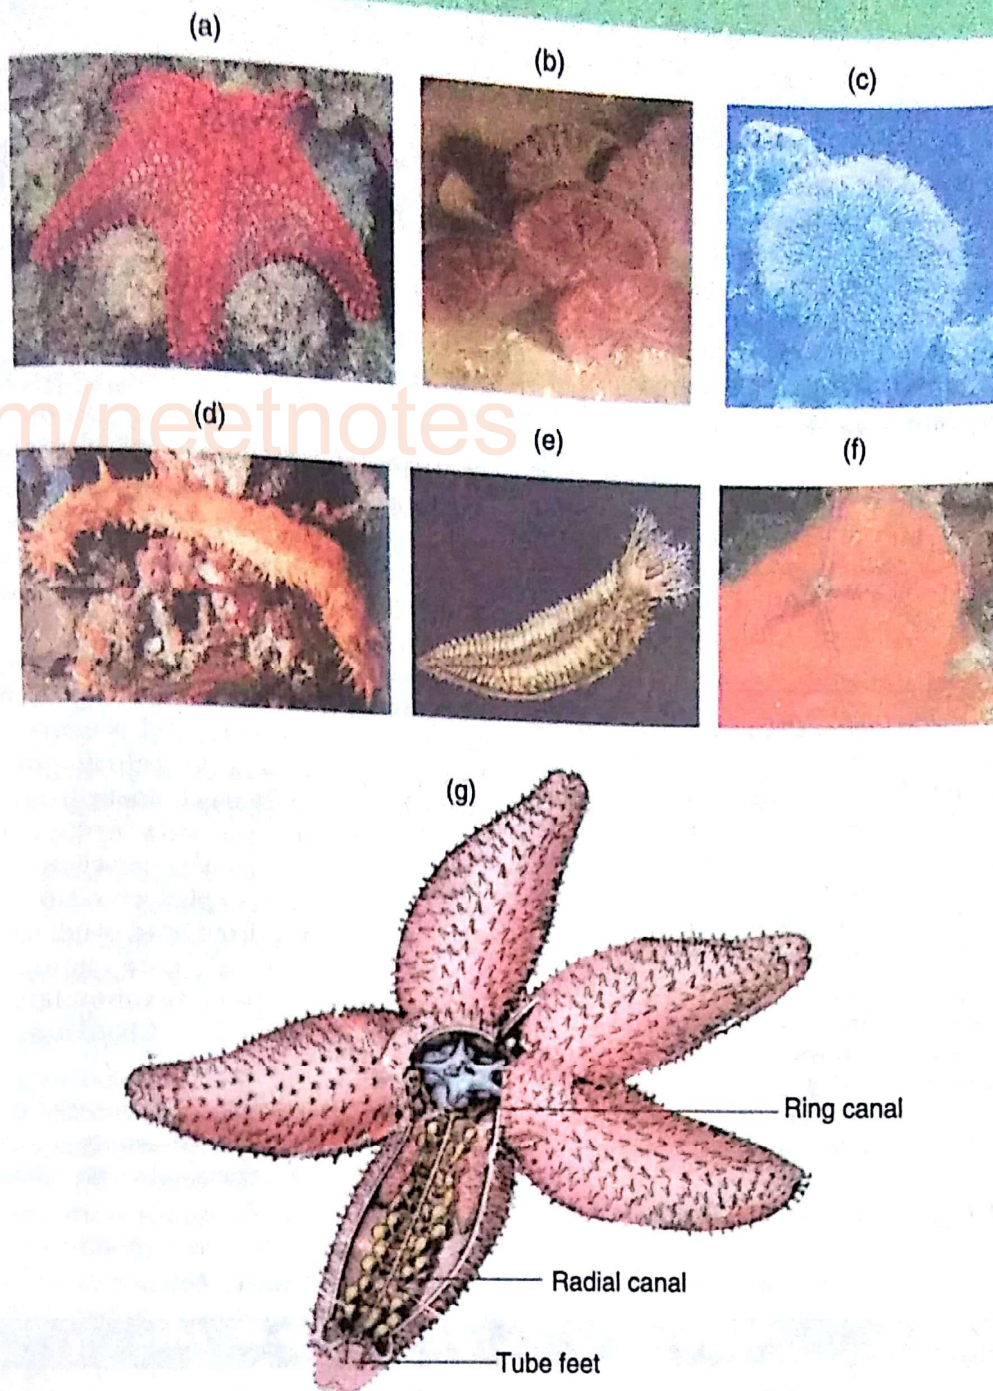 (a)
(b)
(c)
m/neetnotes
(d)
(e)
(f)
(g)
Ring canal
Radial canal
Tube feet